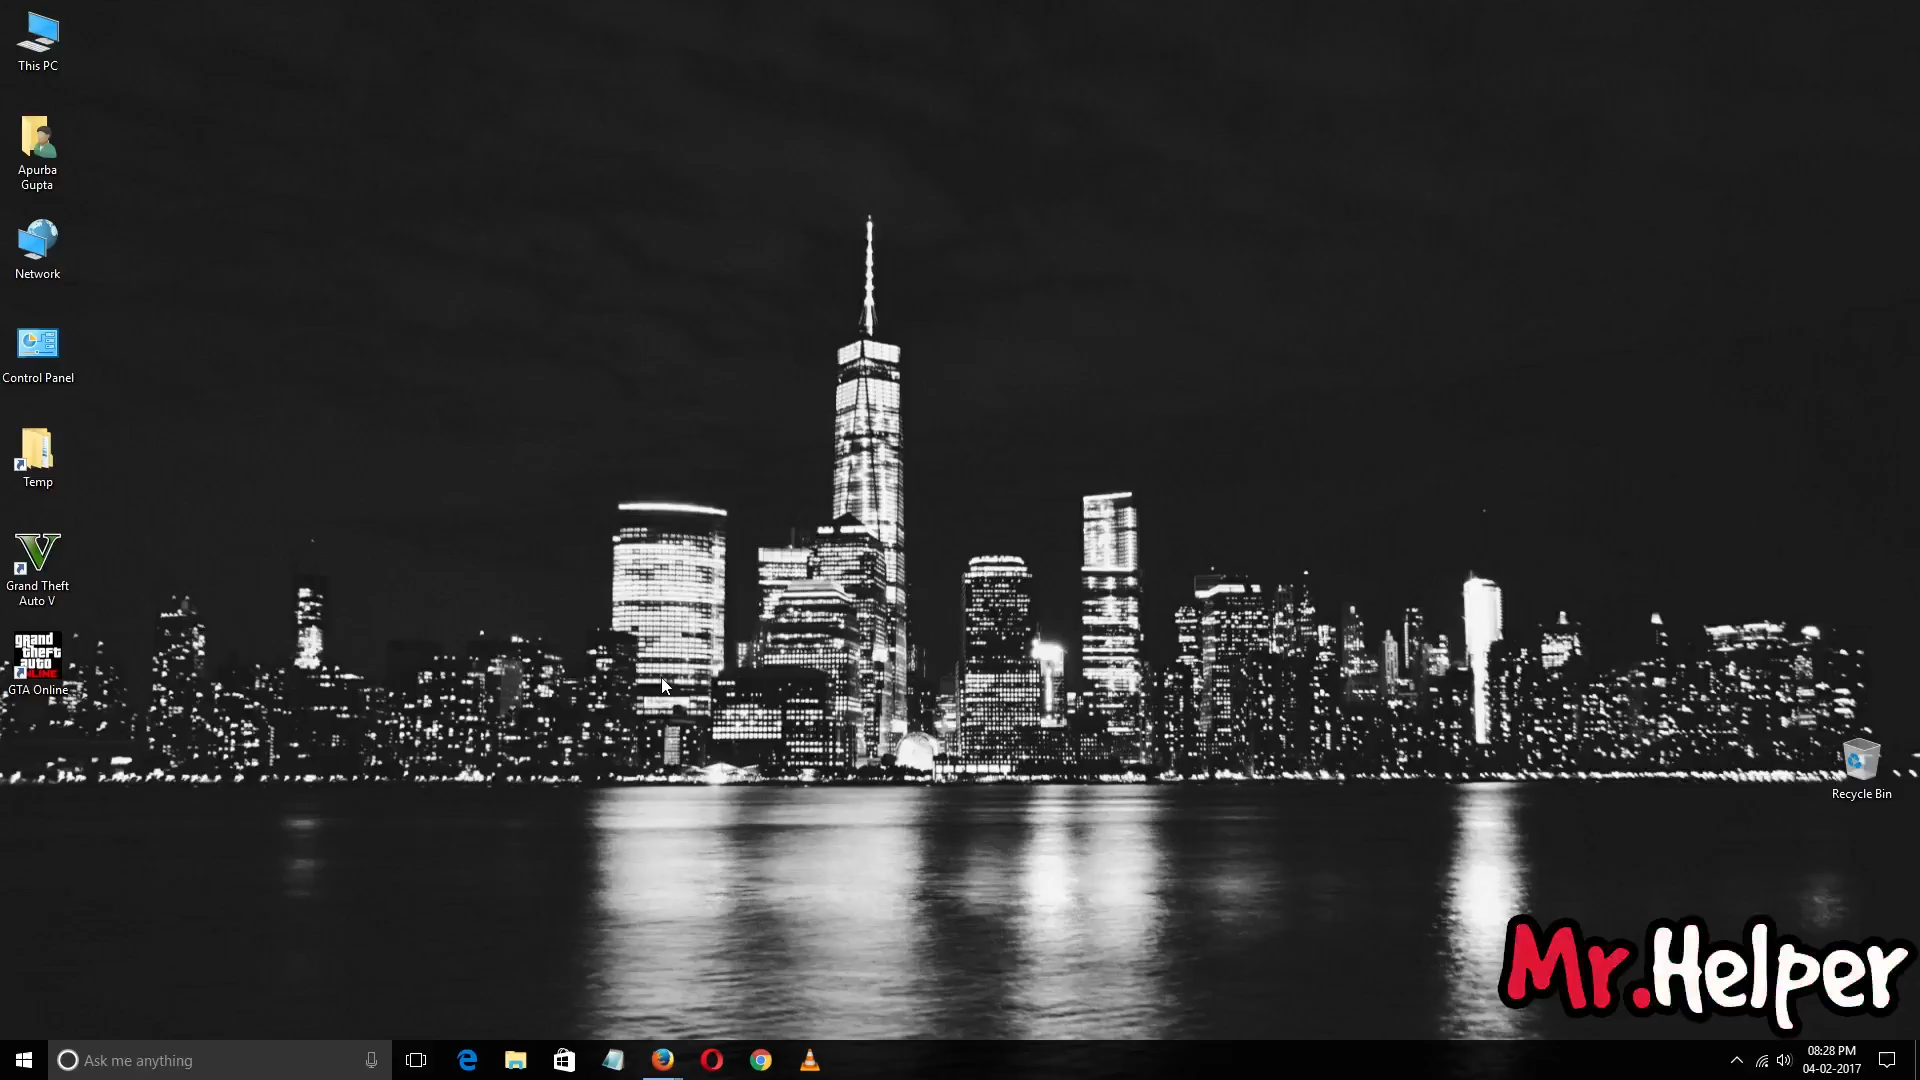 This PC
Apurba
Gupta
Network
Control Panel
Temp
Grand Theft
Auto V
grand
theft
auto
ONLINE
GTA Online
Recycle Bin
Mr.Helper
Ask me anything
08:28 PM
04-02-2017